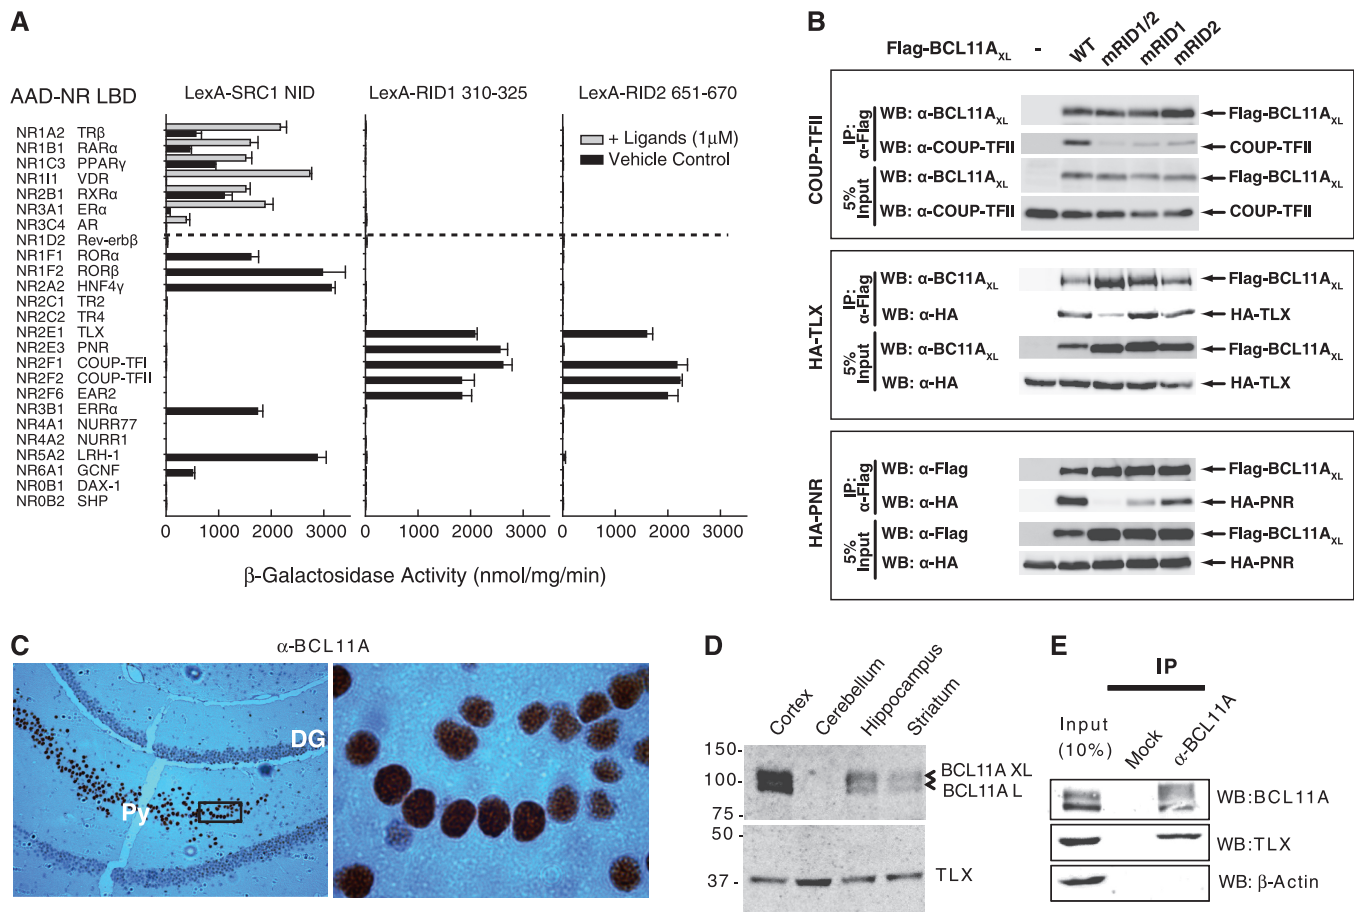 A
AAD-NR LBD
LexA-SRC1 NID
LexA-RID1 310-325
LexA-RID2 651-670
+ Ligands (1μM)
Vehicle Control
NR1A2 TRβ
NR1B1 RARα
NR1C3 PPARγ
NR1I1 VDR
NR2B1 RXRα
NR3A1 ERα
NR3C4 AR
NR1D2 Rev-erbβ
NR1F1 RORα
NR1F2 RORβ
NR2A2 HNF4γ
NR2C1 TR2
NR2C2 TR4
NR2E1 TLX
NR2E3 PNR
NR2F1 COUP-TFI
NR2F2 COUP-TFII
NR2F6 EAR2
NR3B1 ERRα
NR4A1 NURR77
NR4A2 NURR1
NR5A2 LRH-1
NR6A1 GCNF
NR0B1 DAX-1
NR0B2 SHP
0 1000 2000 3000 0 1000 2000 3000 0 1000 2000 3000
β-Galactosidase Activity (nmol/mg/min)
B
Flag-BCL11AXL - WT mRID1/2 mRID1 mRID2
COUP-TFII
IP: α-Flag
WB: α-BCL11AXL Flag-BCL11AXL
WB: α-COUP-TFII COUP-TFII
5% Input
WB: α-BCL11AXL Flag-BCL11AXL
WB: α-COUP-TFII COUP-TFII
HA-TLX
IP: α-Flag
WB: α-BC11AXL Flag-BCL11AXL
WB: α-HA HA-TLX
5% Input
WB: α-BC11AXL Flag-BCL11AXL
WB: α-HA HA-TLX
HA-PNR
IP: α-Flag
WB: α-Flag Flag-BCL11AXL
WB: α-HA HA-PNR
5% Input
WB: α-Flag Flag-BCL11AXL
WB: α-HA HA-PNR
C
α-BCL11A
DG
Py
D
Cortex Cerebellum Hippocampus Striatum
150-
100-
75-
50-
37-
BCL11A XL
BCL11A L
TLX
E
IP
Input (10%)
Mock
α-BCL11A
WB:BCL11A
WB:TLX
WB: β-Actin